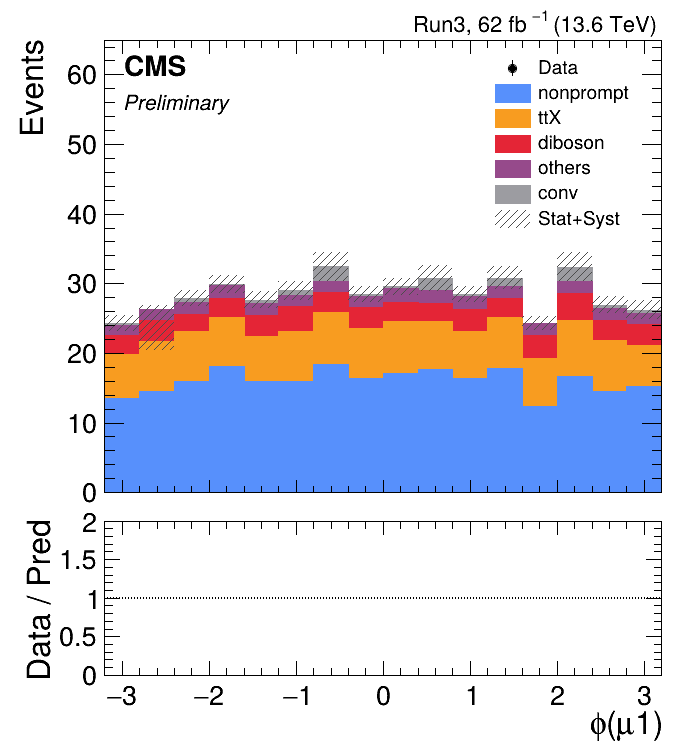 Run3, 62 fb⁻¹ (13.6 TeV)
CMS
Preliminary
Data
nonprompt
ttX
diboson
others
conv
Stat+Syst
Events
60
50
40
30
20
10
0
Data / Pred
2
1.5
1
0.5
0
−3 −2 −1 0 1 2 3
ϕ(μ1)